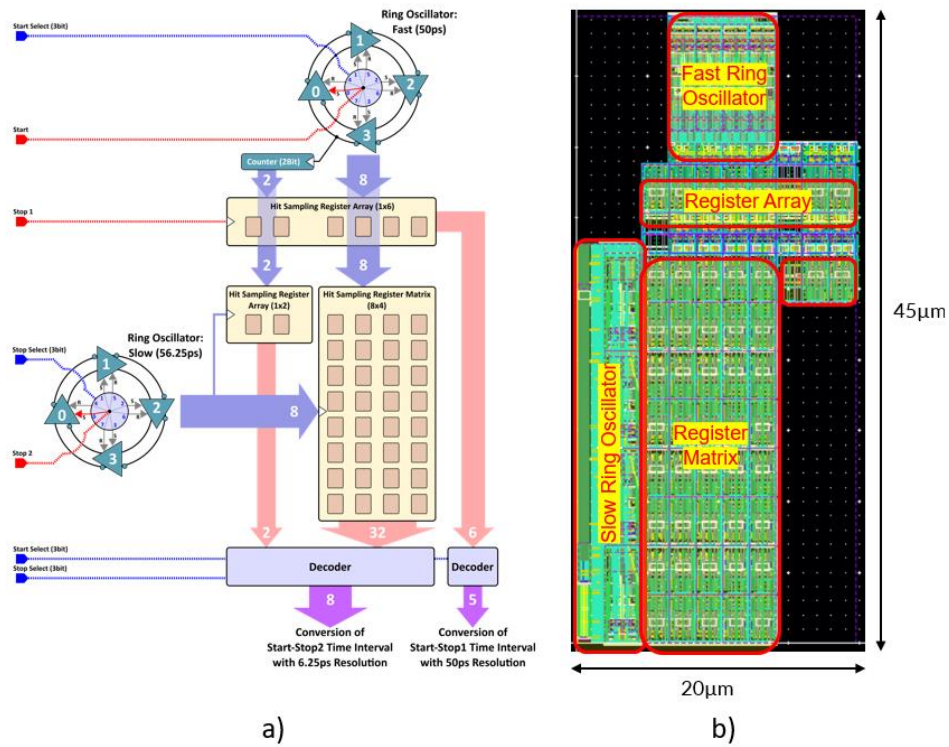 Start Select (3bit)
Ring Oscillator:
Fast (50ps)
1
0
2
3
Start
Counter (2Bit)
2
8
Hit Sampling Register Array (1x6)
Stop 1
2
8
Hit Sampling Register
Array (1x2)
Hit Sampling Register Matrix
(8x4)
Ring Oscillator:
Slow (56.25ps)
Stop Select (3bit)
1
0
2
3
8
Stop 2
2
32
6
Start Select (3bit)
Stop Select (3bit)
Decoder
Decoder
8
5
Conversion of
Start-Stop2 Time Interval
with 6.25ps Resolution
Conversion of
Start-Stop1 Time Interval
with 50ps Resolution
a)
Fast Ring
Oscillator
Register Array
Slow Ring Oscillator
Register
Matrix
45µm
20µm
b)